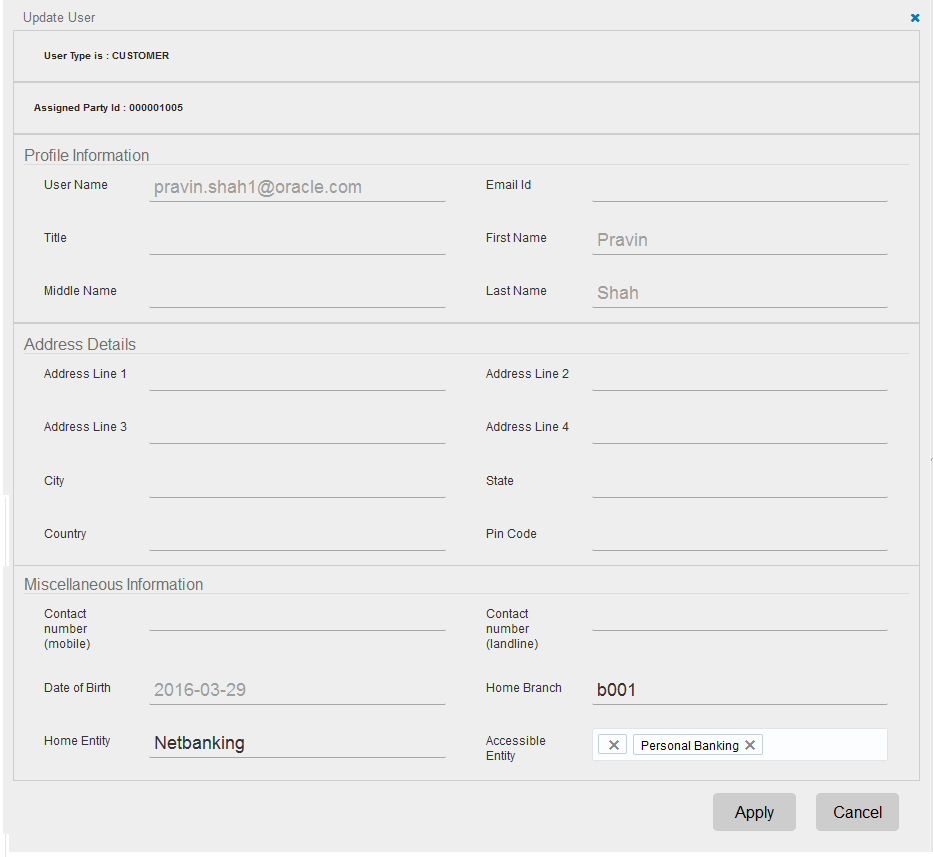 Update User
User Type is : CUSTOMER
Assigned Party Id : 000001005
Profile Information
User Name pravin.shah1@oracle.com Email Id
Title First Name Pravin
Middle Name Last Name Shah
Address Details
Address Line 1 Address Line 2
Address Line 3 Address Line 4
City State
Country Pin Code
Miscellaneous Information
Contact number (mobile) Contact number (landline)
Date of Birth 2016-03-29 Home Branch b001
Home Entity Netbanking Accessible Entity Personal Banking
Apply Cancel